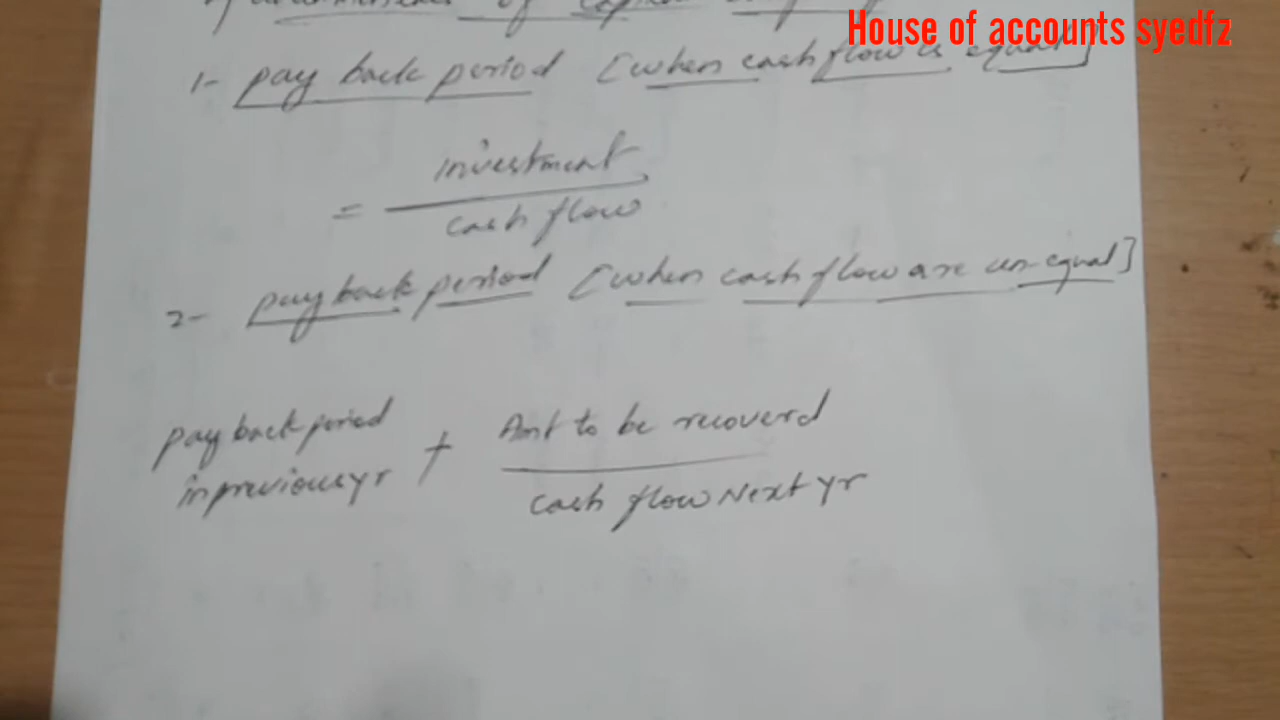 House of accounts syedfz
of capital
1- pay back period [when cash flow is equal]
investment
=
cash flow
2- pay back period [when cash flow are un-equal]
pay back period
in previous yr
+
Amt to be recoverd
cash flow Next yr